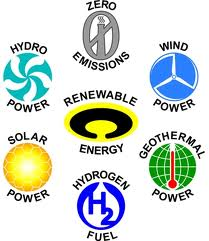 ZERO
EMISSIONS
HYDRO
POWER
WIND
POWER
RENEWABLE
ENERGY
SOLAR
POWER
GEOTHERMAL
POWER
HYDROGEN
H2
FUEL